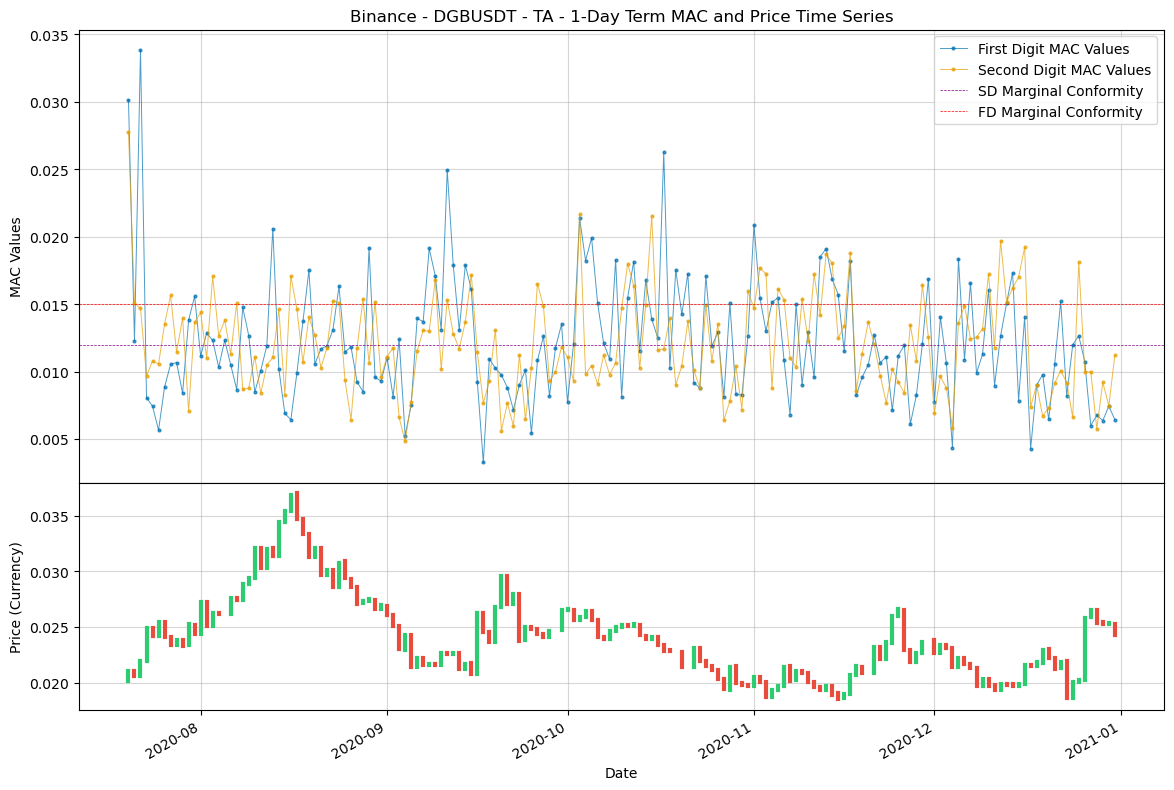 Binance - DGBUSDT - TA - 1-Day Term MAC and Price Time Series
0.035
0.030
0.025
0.020
0.015
0.010
0.005
MAC Values
First Digit MAC Values
Second Digit MAC Values
SD Marginal Conformity
FD Marginal Conformity
0.035
0.030
0.025
0.020
Price (Currency)
2020-08
2020-09
2020-10
2020-11
2020-12
2021-01
Date